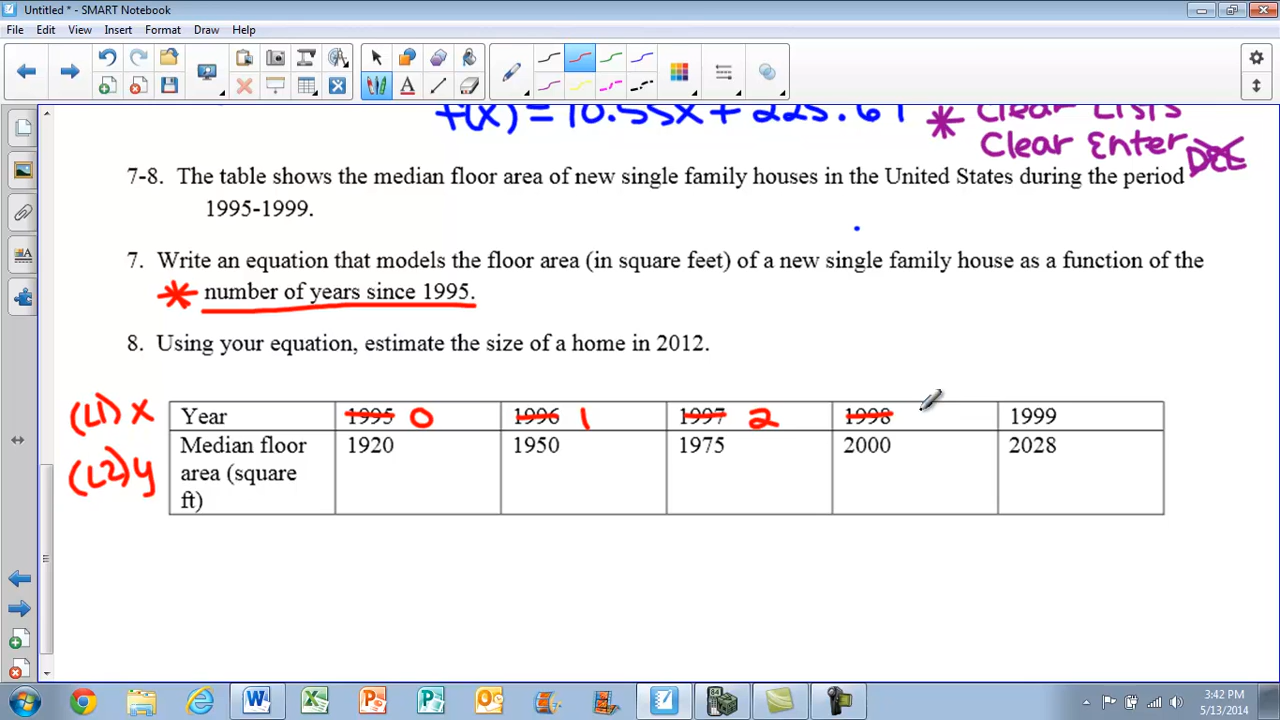 Untitled * - SMART Notebook
File Edit View Insert Format Draw Help
f(x) = 10.55x + 225.67
* Clear Lists
Clear Enter
7-8. The table shows the median floor area of new single family houses in the United States during the period
1995-1999.
7. Write an equation that models the floor area (in square feet) of a new single family house as a function of the
* number of years since 1995.
8. Using your equation, estimate the size of a home in 2012.
(L1) x Year 1995 0 1996 1 1997 2 1998 1999
(L2) y Median floor area (square ft) 1920 1950 1975 2000 2028
3:42 PM
5/13/2014